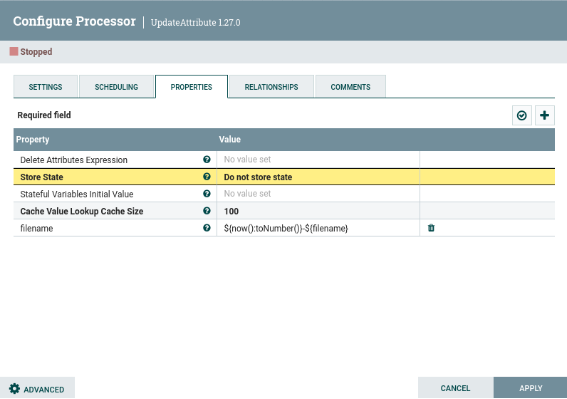 Configure Processor | UpdateAttribute 1.27.0
Stopped
SETTINGS SCHEDULING PROPERTIES RELATIONSHIPS COMMENTS
Required field
Property Value
Delete Attributes Expression No value set
Store State Do not store state
Stateful Variables Initial Value No value set
Cache Value Lookup Cache Size 100
filename ${now():toNumber()}-${filename}
ADVANCED CANCEL APPLY